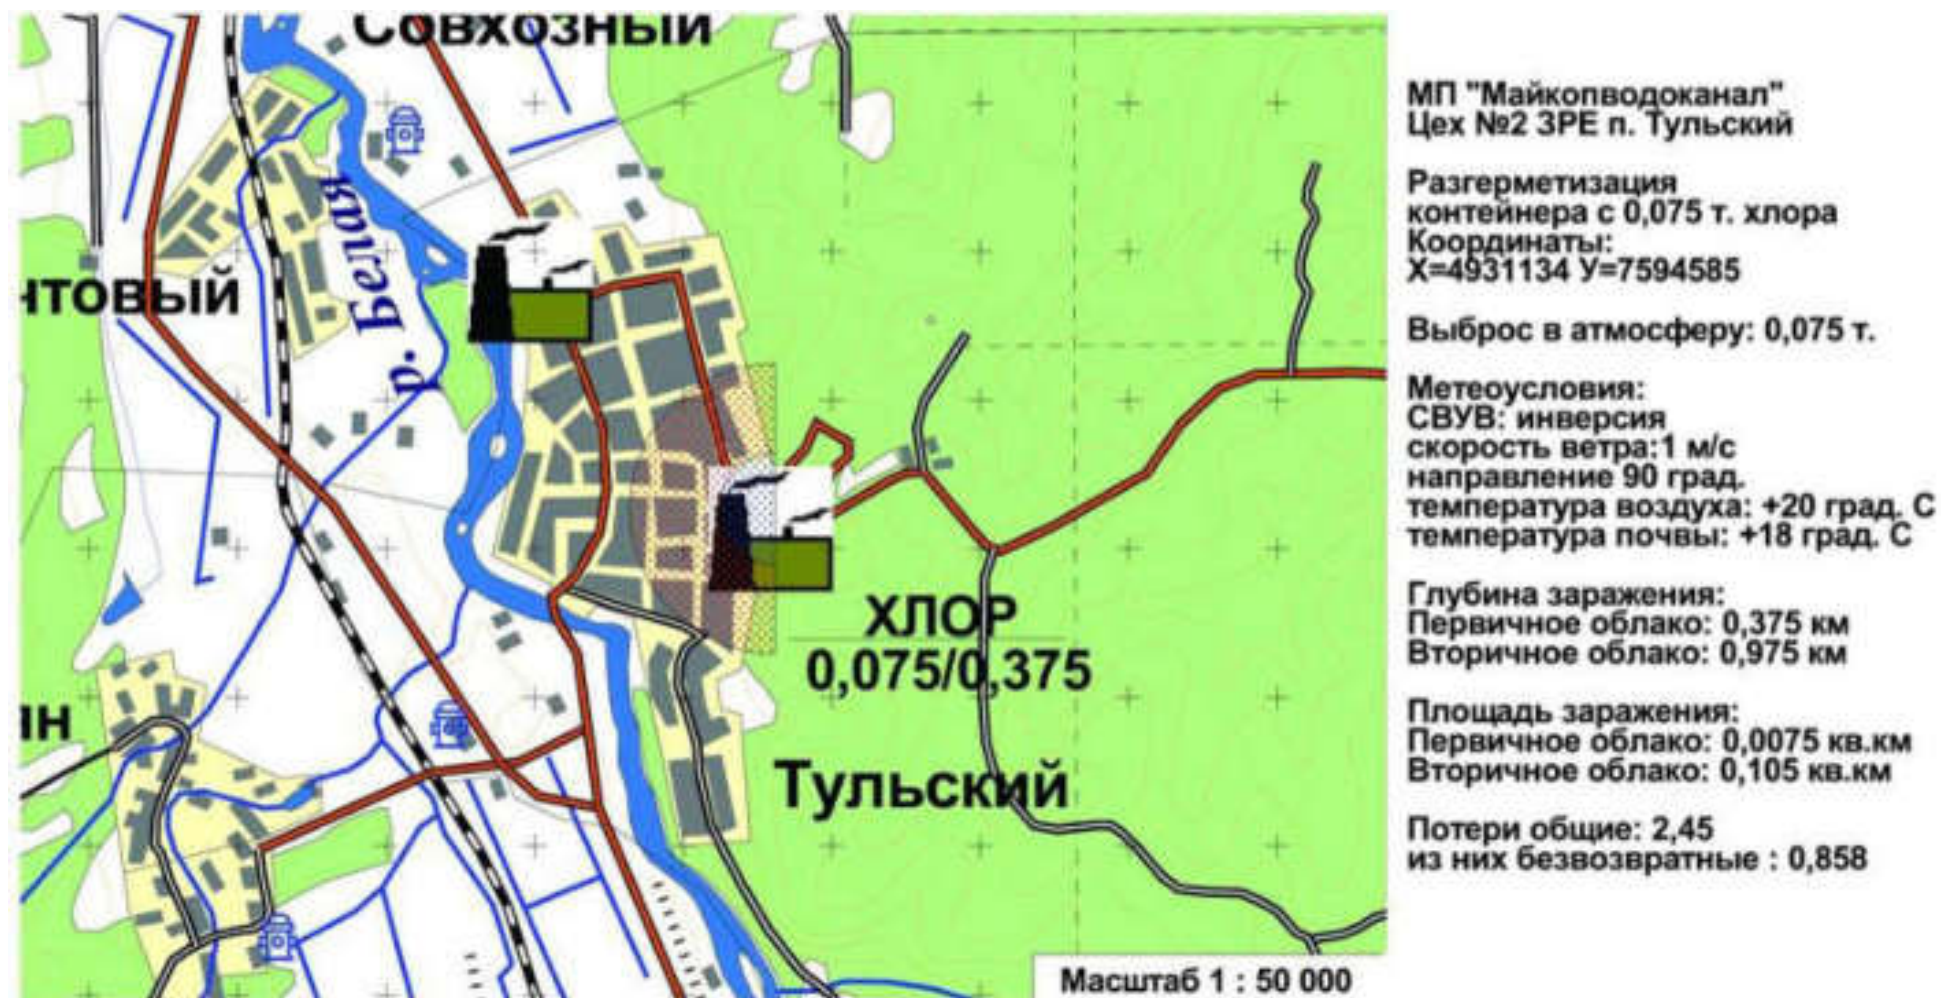 Совхозный
чтовый
р. Белая
ин
ХЛОР
0,075/0,375
Тульский
Масштаб 1 : 50 000
МП "Майкопводоканал"
Цех №2 ЗРЕ п. Тульский
Разгерметизация
контейнера с 0,075 т. хлора
Координаты:
X=4931134 У=7594585
Выброс в атмосферу: 0,075 т.
Метеоусловия:
СВУВ: инверсия
скорость ветра:1 м/с
направление 90 град.
температура воздуха: +20 град. С
температура почвы: +18 град. С
Глубина заражения:
Первичное облако: 0,375 км
Вторичное облако: 0,975 км
Площадь заражения:
Первичное облако: 0,0075 кв.км
Вторичное облако: 0,105 кв.км
Потери общие: 2,45
из них безвозвратные : 0,858